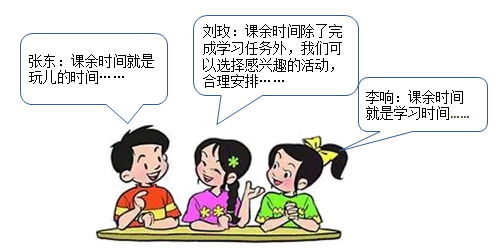 张东：课余时间就是
玩儿的时间……
刘玫：课余时间除了完
成学习任务外，我们可
以选择感兴趣的活动，
合理安排……
李响：课余时间
就是学习时间……